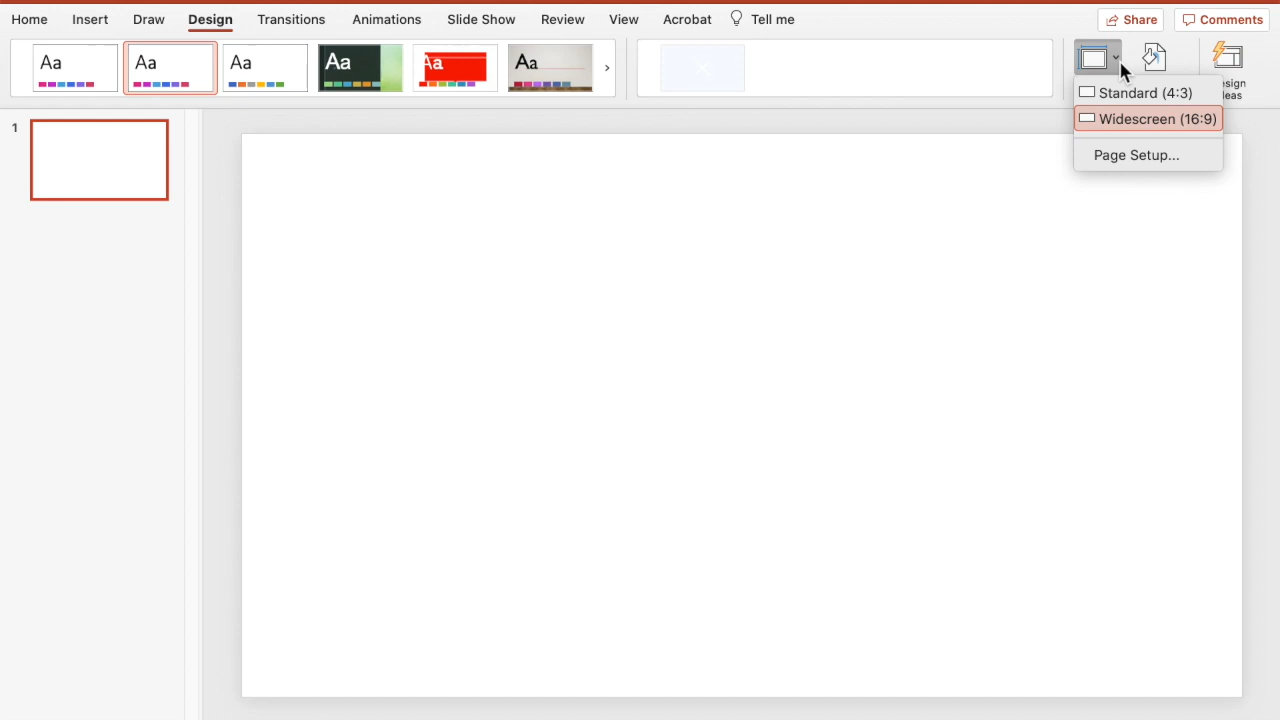 Home Insert Draw Design Transitions Animations Slide Show Review View Acrobat Tell me Share Comments
Aa Aa Aa Aa Aa Aa
Standard (4:3)
Widescreen (16:9)
Page Setup...
1